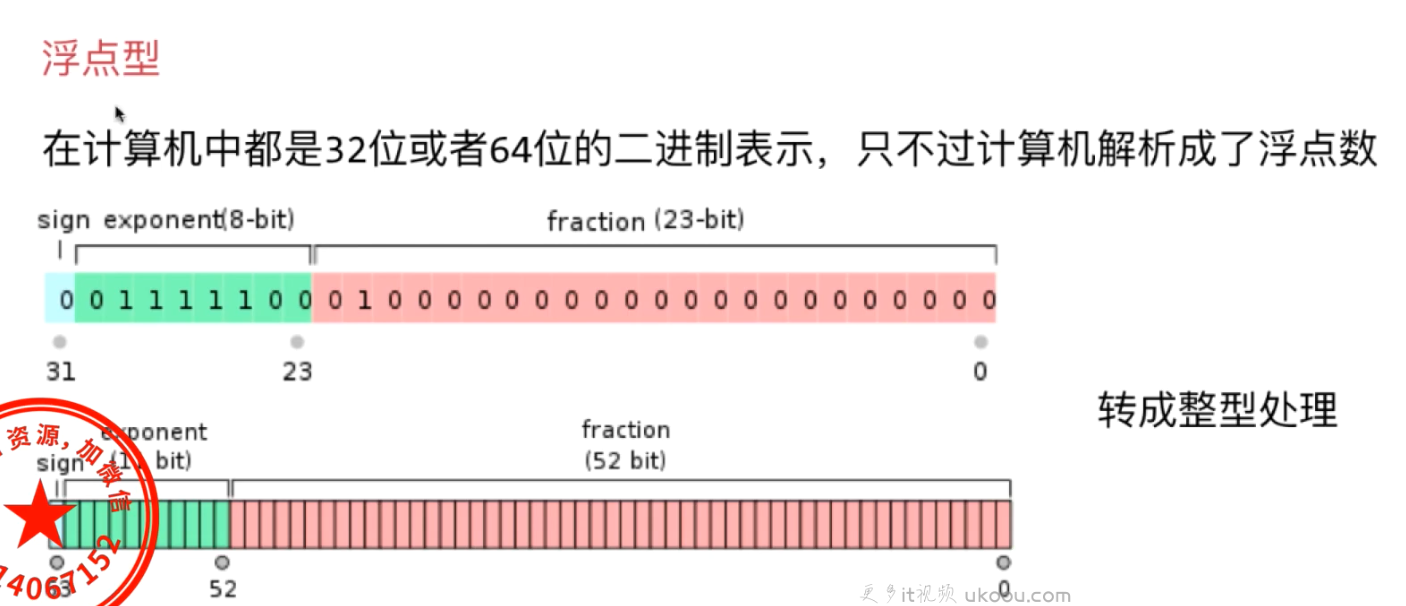 浮点型
在计算机中都是32位或者64位的二进制表示，只不过计算机解析成了浮点数
sign exponent(8-bit) fraction (23-bit)
0 0 1 1 1 1 1 0 0 0 1 0 0 0 0 0 0 0 0 0 0 0 0 0 0 0 0 0 0 0 0 0
31 23 0
转成整型处理
exponent fraction
sign (11 bit) (52 bit)
63 52 0
资源，加微信
14067152
更多it视频 ukoou.com